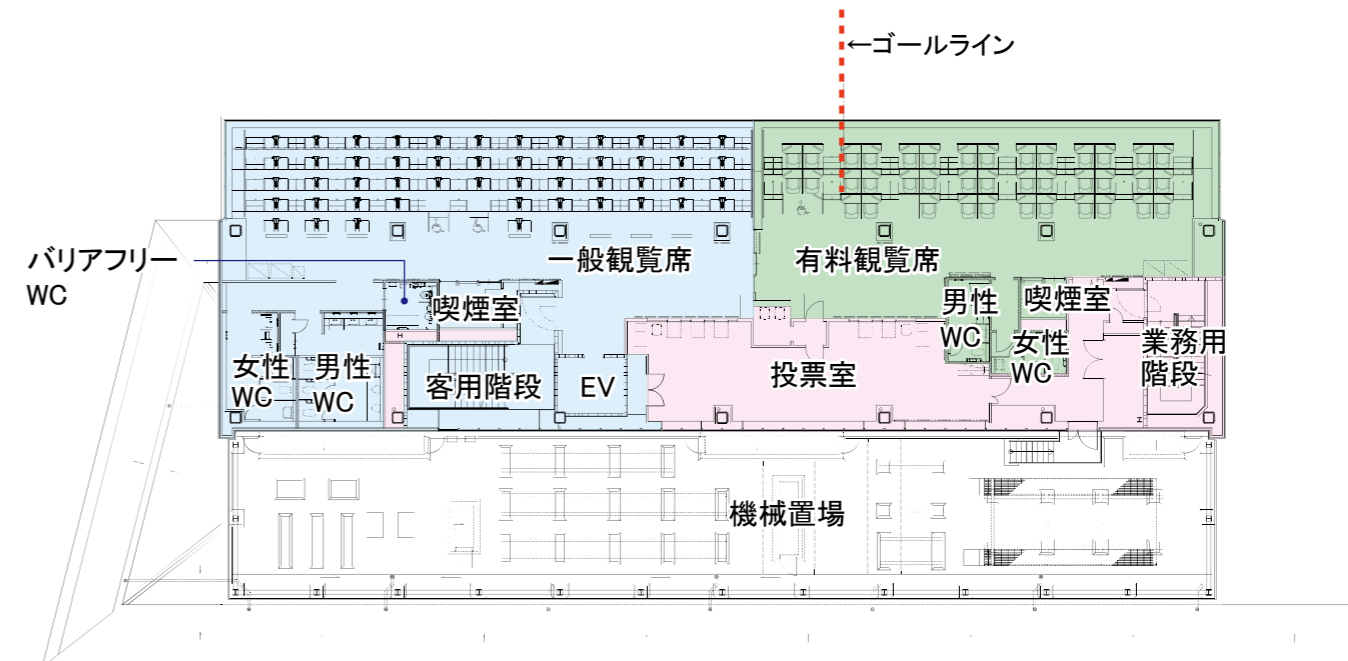 ←ゴールライン
バリアフリー
WC
一般観覧席
有料観覧席
喫煙室
男性
WC
喫煙室
女性
WC
男性
WC
客用階段
EV
投票室
女性
WC
業務用
階段
機械置場